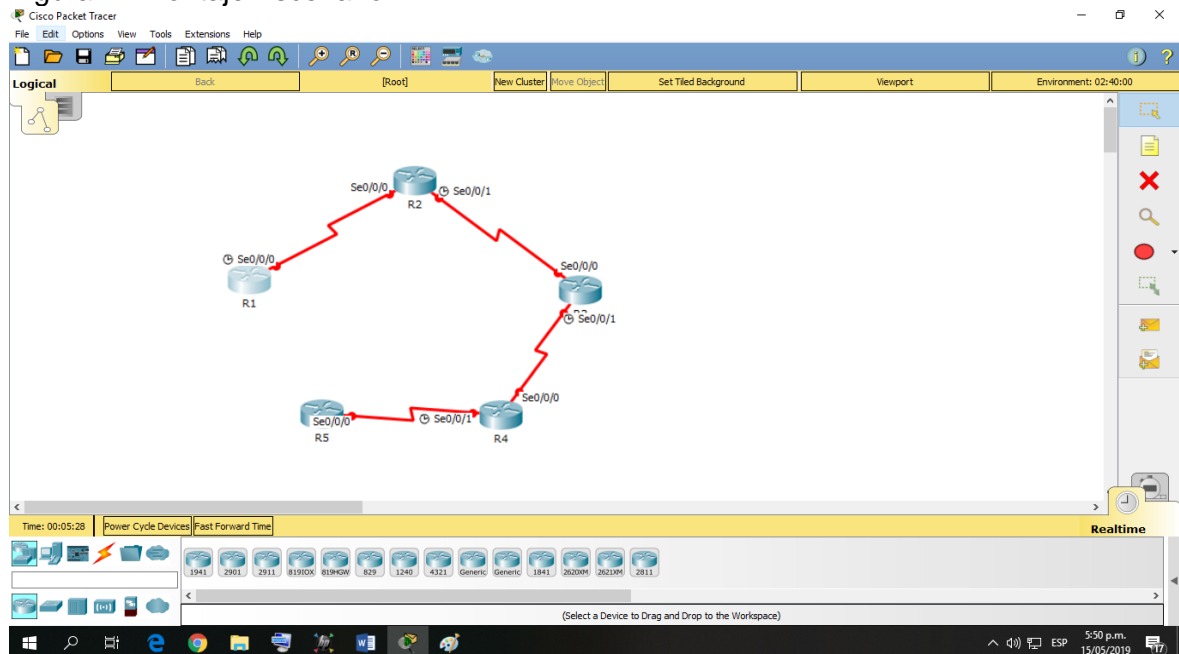 Cisco Packet Tracer
File Edit Options View Tools Extensions Help
Logical Back [Root] New Cluster Move Object Set Tiled Background Viewport Environment: 02:40:00
Se0/0/0
Se0/0/1
R2
Se0/0/0
R1
Se0/0/0
Se0/0/1
Se0/0/0
Se0/0/0
Se0/0/1
R5
R4
Time: 00:05:28 Power Cycle Devices Fast Forward Time Realtime
1941 2901 2911 819IOX 819HGW 829 1240 4321 Generic Generic 1841 2620XM 2621XM 2811
(Select a Device to Drag and Drop to the Workspace)
ESP
5:50 p.m.
15/05/2019
17